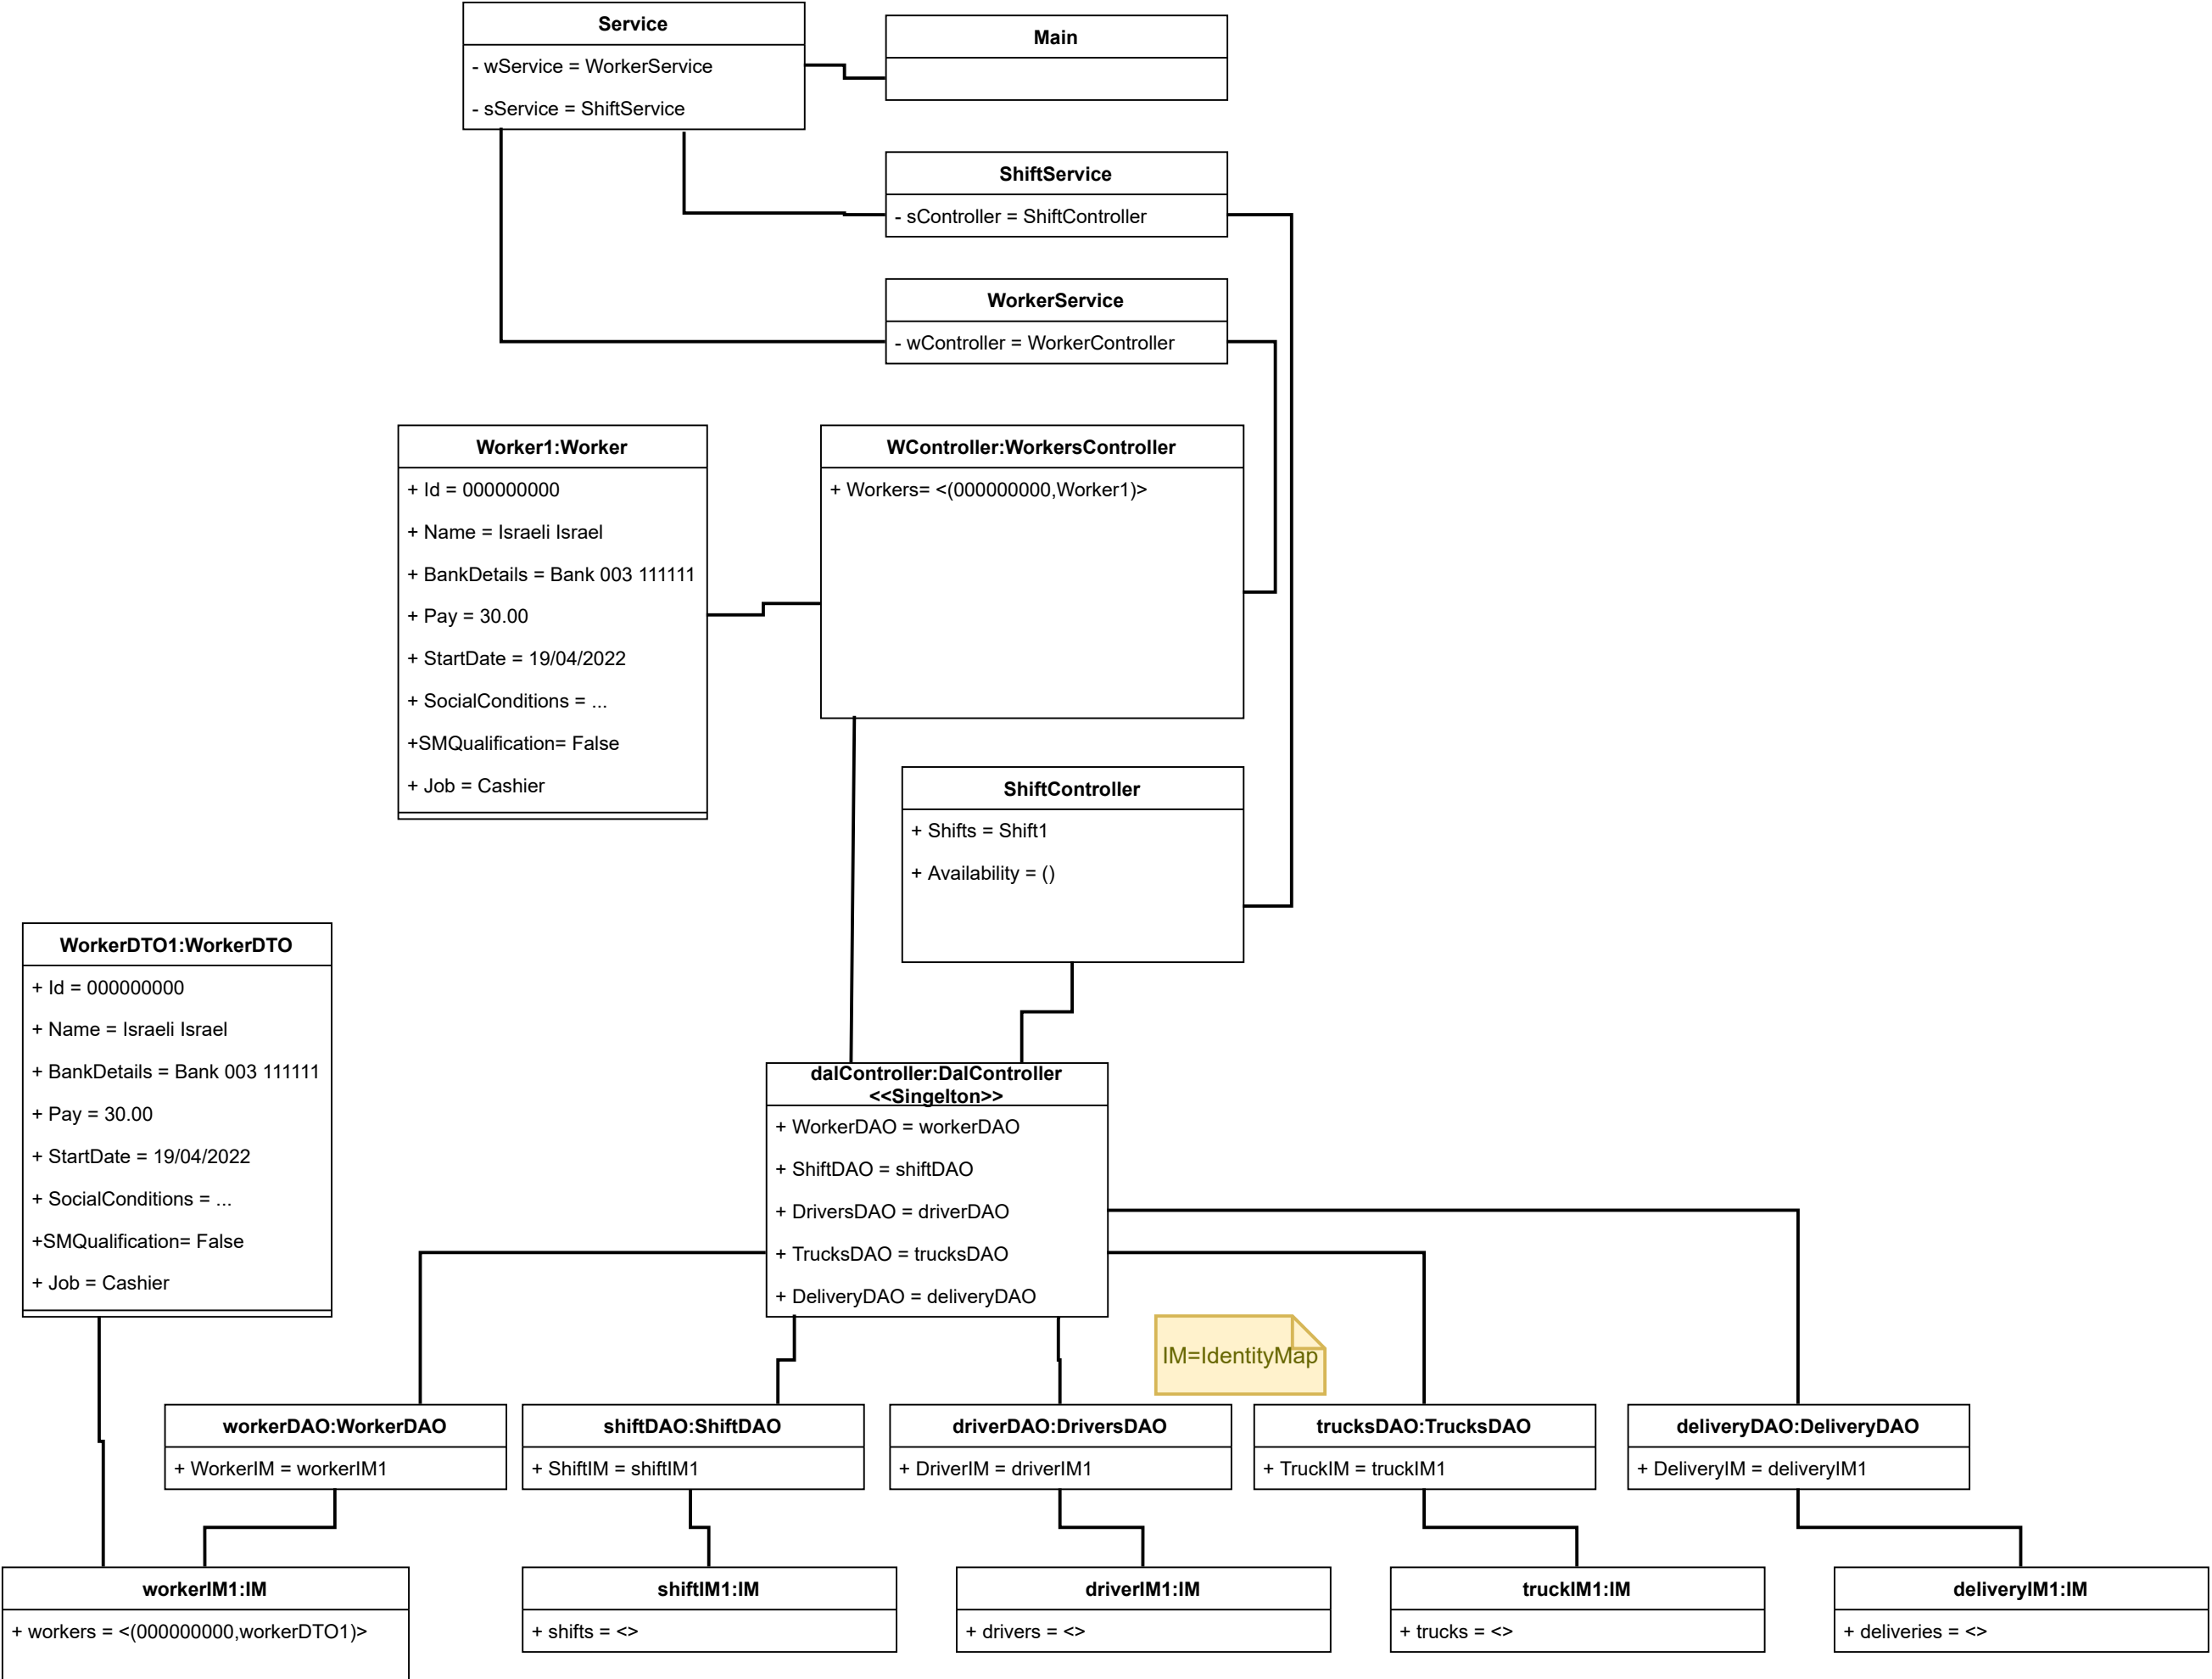 Service
- wService = WorkerService
- sService = ShiftService
Main
ShiftService
- sController = ShiftController
WorkerService
- wController = WorkerController
Worker1:Worker
+ Id = 000000000
+ Name = Israeli Israel
+ BankDetails = Bank 003 111111
+ Pay = 30.00
+ StartDate = 19/04/2022
+ SocialConditions = ...
+SMQualification= False
+ Job = Cashier
WController:WorkersController
+ Workers= <(000000000,Worker1)>
ShiftController
+ Shifts = Shift1
+ Availability = ()
WorkerDTO1:WorkerDTO
+ Id = 000000000
+ Name = Israeli Israel
+ BankDetails = Bank 003 111111
+ Pay = 30.00
+ StartDate = 19/04/2022
+ SocialConditions = ...
+SMQualification= False
+ Job = Cashier
dalController:DalController
<<Singelton>>
+ WorkerDAO = workerDAO
+ ShiftDAO = shiftDAO
+ DriversDAO = driverDAO
+ TrucksDAO = trucksDAO
+ DeliveryDAO = deliveryDAO
IM=IdentityMap
workerDAO:WorkerDAO
+ WorkerIM = workerIM1
shiftDAO:ShiftDAO
+ ShiftIM = shiftIM1
driverDAO:DriversDAO
+ DriverIM = driverIM1
trucksDAO:TrucksDAO
+ TruckIM = truckIM1
deliveryDAO:DeliveryDAO
+ DeliveryIM = deliveryIM1
workerIM1:IM
+ workers = <(000000000,workerDTO1)>
shiftIM1:IM
+ shifts = <>
driverIM1:IM
+ drivers = <>
truckIM1:IM
+ trucks = <>
deliveryIM1:IM
+ deliveries = <>